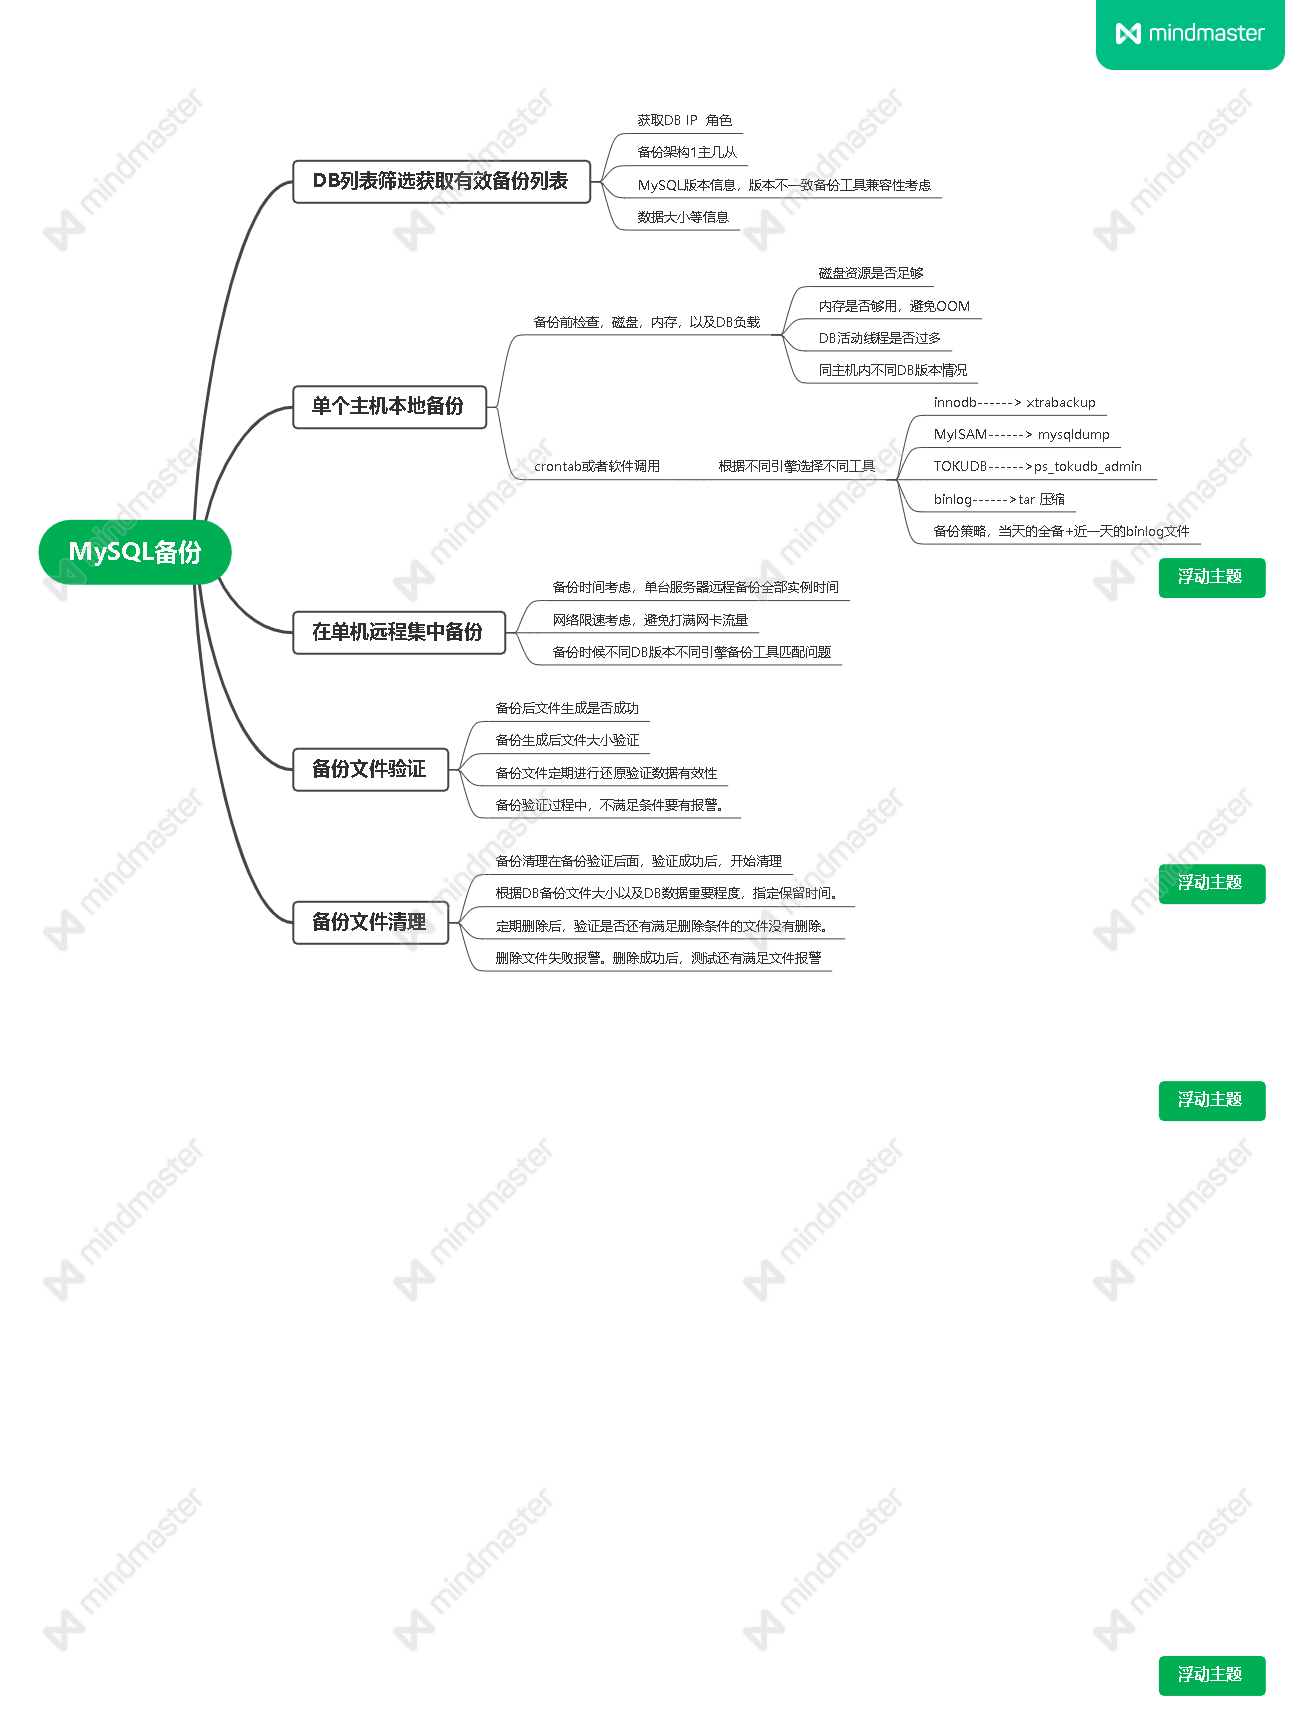 mindmaster
MySQL备份
DB列表筛选获取有效备份列表
获取DB IP 角色
备份架构1主几从
MySQL版本信息，版本不一致备份工具兼容性考虑
数据大小等信息
单个主机本地备份
备份前检查，磁盘，内存，以及DB负载
磁盘资源是否足够
内存是否够用，避免OOM
DB活动线程是否过多
同主机内不同DB版本情况
crontab或者软件调用
根据不同引擎选择不同工具
innodb------> xtrabackup
MyISAM------> mysqldump
TOKUDB------>ps_tokudb_admin
binlog------>tar 压缩
备份策略，当天的全备+近一天的binlog文件
在单机远程集中备份
备份时间考虑，单台服务器远程备份全部实例时间
网络限速考虑，避免打满网卡流量
备份时候不同DB版本不同引擎备份工具匹配问题
备份文件验证
备份后文件生成是否成功
备份生成后文件大小验证
备份文件定期进行还原验证数据有效性
备份验证过程中，不满足条件要有报警。
备份文件清理
备份清理在备份验证后面，验证成功后，开始清理
根据DB备份文件大小以及DB数据重要程度，指定保留时间。
定期删除后，验证是否还有满足删除条件的文件没有删除。
删除文件失败报警。删除成功后，测试还有满足文件报警
浮动主题
浮动主题
浮动主题
浮动主题